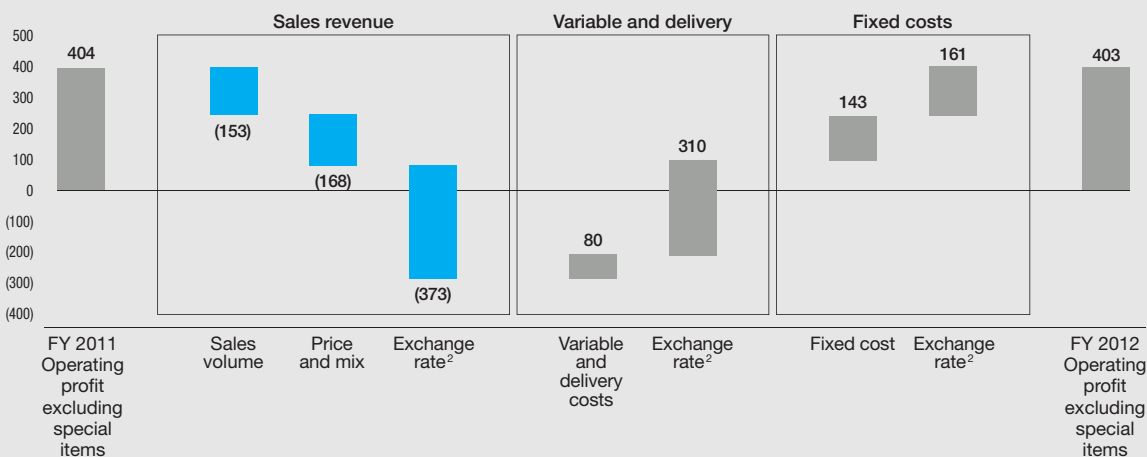 Sales revenue
Variable and delivery
Fixed costs
500
400
300
200
100
0
(100)
(200)
(300)
(400)
404
(153)
(168)
(373)
80
310
143
161
403
FY 2011
Operating
profit
excluding
special
items
Sales
volume
Price
and mix
Exchange
rate²
Variable
and
delivery
costs
Exchange
rate²
Fixed cost
Exchange
rate²
FY 2012
Operating
profit
excluding
special
items